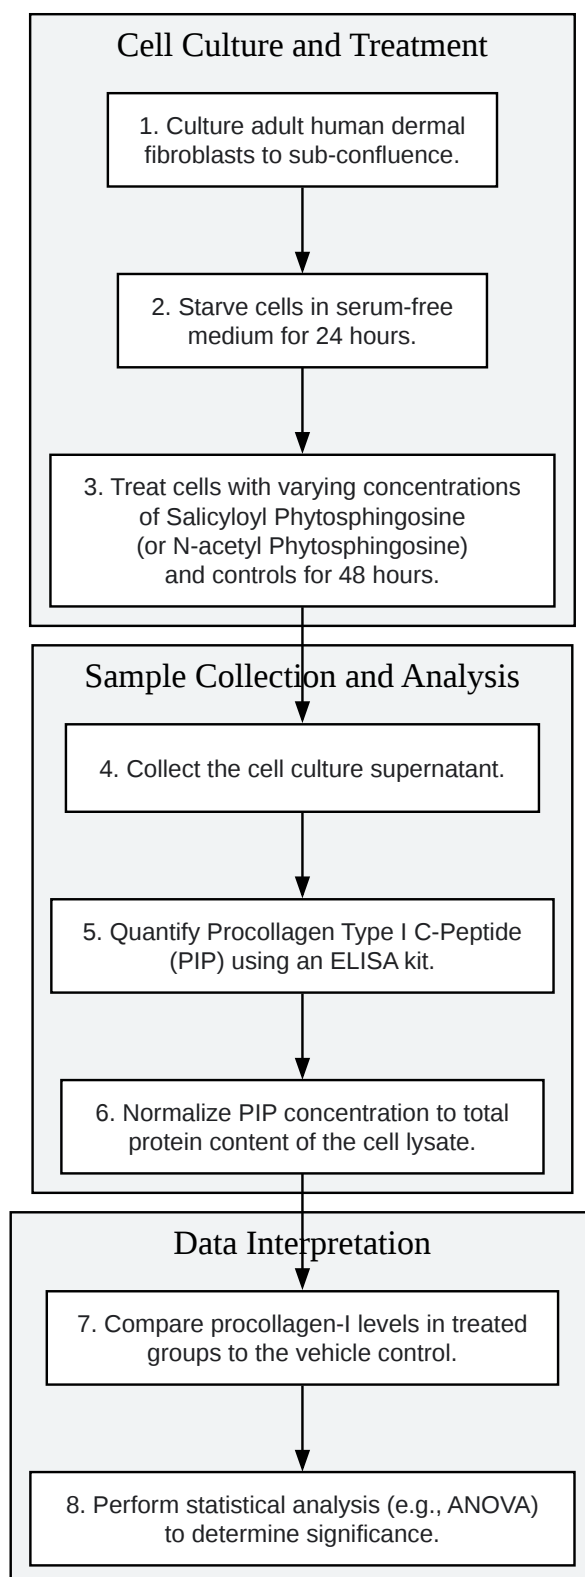 Cell Culture and Treatment
1. Culture adult human dermal
fibroblasts to sub-confluence.
2. Starve cells in serum-free
medium for 24 hours.
3. Treat cells with varying concentrations
of Salicyloyl Phytosphingosine
(or N-acetyl Phytosphingosine)
and controls for 48 hours.
Sample Collection and Analysis
4. Collect the cell culture supernatant.
5. Quantify Procollagen Type I C-Peptide
(PIP) using an ELISA kit.
6. Normalize PIP concentration to total
protein content of the cell lysate.
Data Interpretation
7. Compare procollagen-I levels in treated
groups to the vehicle control.
8. Perform statistical analysis (e.g., ANOVA)
to determine significance.